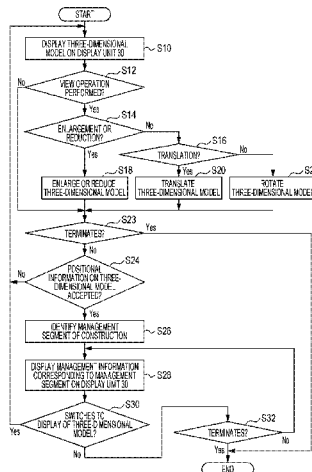 START
DISPLAY THREE-DIMENSIONAL
MODEL ON DISPLAY UNIT 30
S10
S12
VIEW OPERATION
PERFORMED?
No
Yes
S14
ENLARGEMENT OR
REDUCTION?
No
Yes
S16
TRANSLATION?
No
Yes
S18
ENLARGE OR REDUCE
THREE-DIMENSIONAL MODEL
S20
TRANSLATE
THREE-DIMENSIONAL MODEL
ROTATE
THREE-DIMENSIONAL MODEL
S23
TERMINATES?
Yes
No
S24
POSITIONAL
INFORMATION ON THREE-
DIMENSIONAL MODEL
ACCEPTED?
No
Yes
IDENTIFY MANAGEMENT
SEGMENT OF CONSTRUCTION
S26
DISPLAY MANAGEMENT INFORMATION
CORRESPONDING TO MANAGEMENT
SEGMENT ON DISPLAY UNIT 30
S28
S30
SWITCHES TO
DISPLAY OF THREE-DIMENSIONAL
MODEL?
Yes
No
S32
TERMINATES?
No
Yes
END